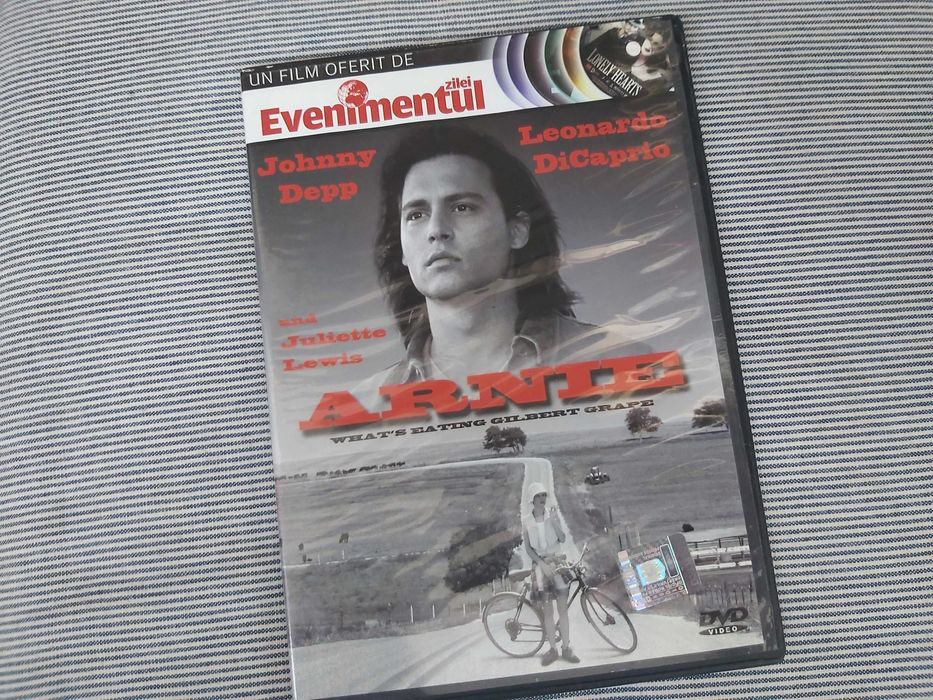 UN FILM OFERIT DE
Evenimentul
zilei
LONELY HEARTS
Johnny
Depp
Leonardo
DiCaprio
and
Juliette
Lewis
ARNIE
WHAT'S EATING GILBERT GRAPE
DVD
VIDEO